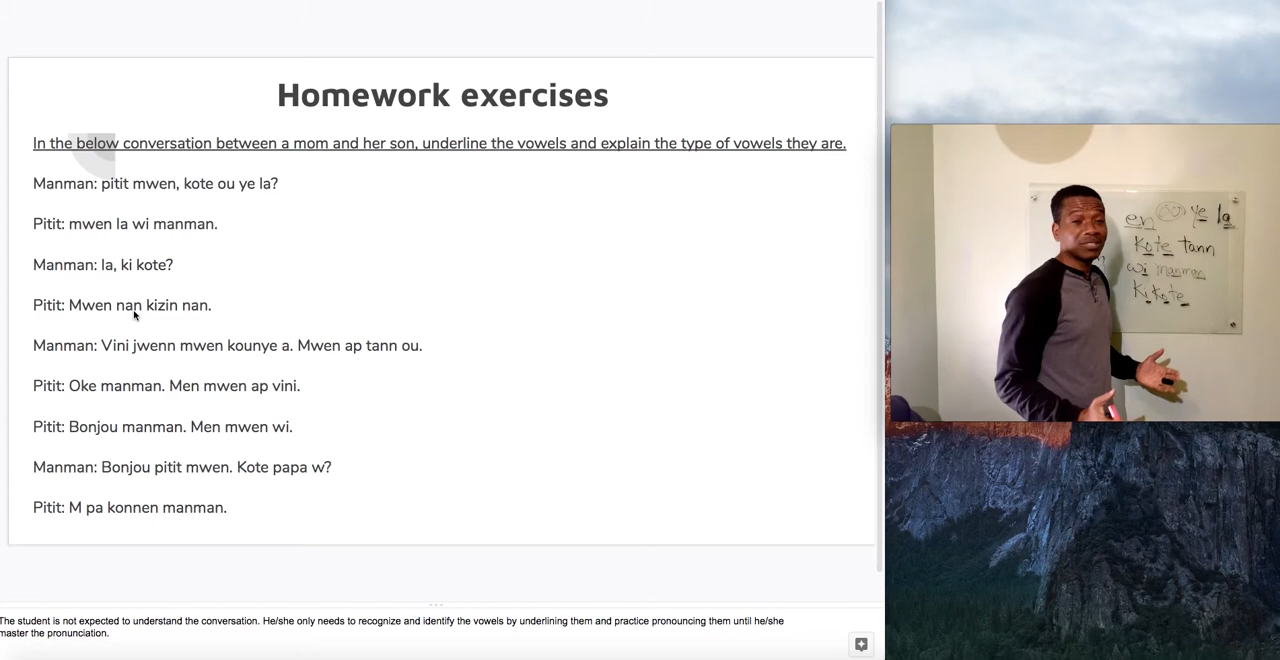 Homework exercises
In the below conversation between a mom and her son, underline the vowels and explain the type of vowels they are.
Manman: pitit mwen, kote ou ye la?
Pitit: mwen la wi manman.
Manman: la, ki kote?
Pitit: Mwen nan kizin nan.
Manman: Vini jwenn mwen kounye a. Mwen ap tann ou.
Pitit: Oke manman. Men mwen ap vini.
Pitit: Bonjou manman. Men mwen wi.
Manman: Bonjou pitit mwen. Kote papa w?
Pitit: M pa konnen manman.
The student is not expected to understand the conversation. He/she only needs to recognize and identify the vowels by underlining them and practice pronouncing them until he/she
master the pronunciation.
en ou ye la
Kote tann
wi manman
Ki kote